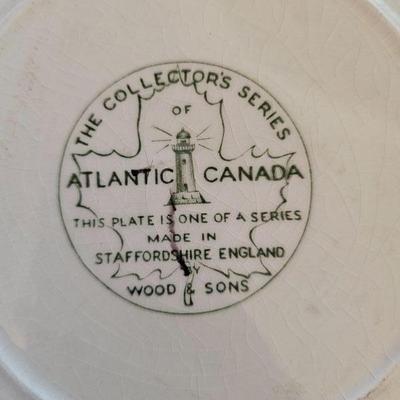 THE COLLECTOR'S SERIES
OF
ATLANTIC CANADA
THIS PLATE IS ONE OF A SERIES
MADE IN
STAFFORDSHIRE ENGLAND
BY
WOOD & SONS